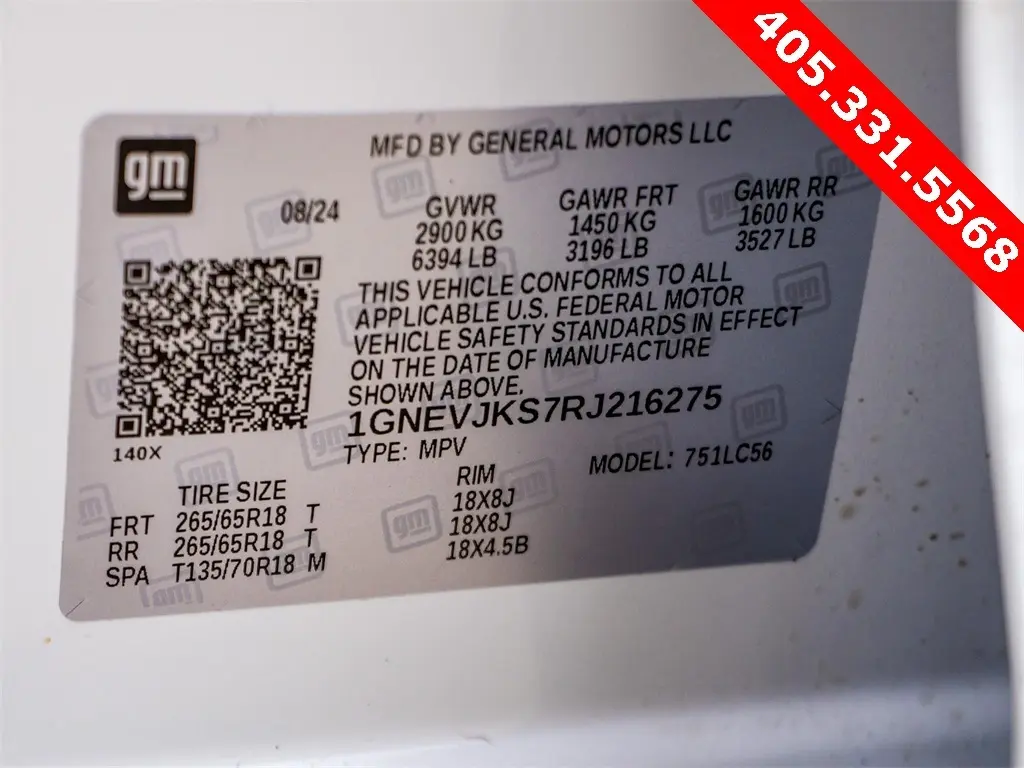 405.331.5568
gm
MFD BY GENERAL MOTORS LLC
08/24
GVWR GAWR FRT GAWR RR
2900 KG 1450 KG 1600 KG
6394 LB 3196 LB 3527 LB
THIS VEHICLE CONFORMS TO ALL
APPLICABLE U.S. FEDERAL MOTOR
VEHICLE SAFETY STANDARDS IN EFFECT
ON THE DATE OF MANUFACTURE
SHOWN ABOVE.
1GNEVJKS7RJ216275
140X
TYPE: MPV MODEL: 751LC56
TIRE SIZE RIM
FRT 265/65R18 T 18X8J
RR 265/65R18 T 18X8J
SPA T135/70R18 M 18X4.5B